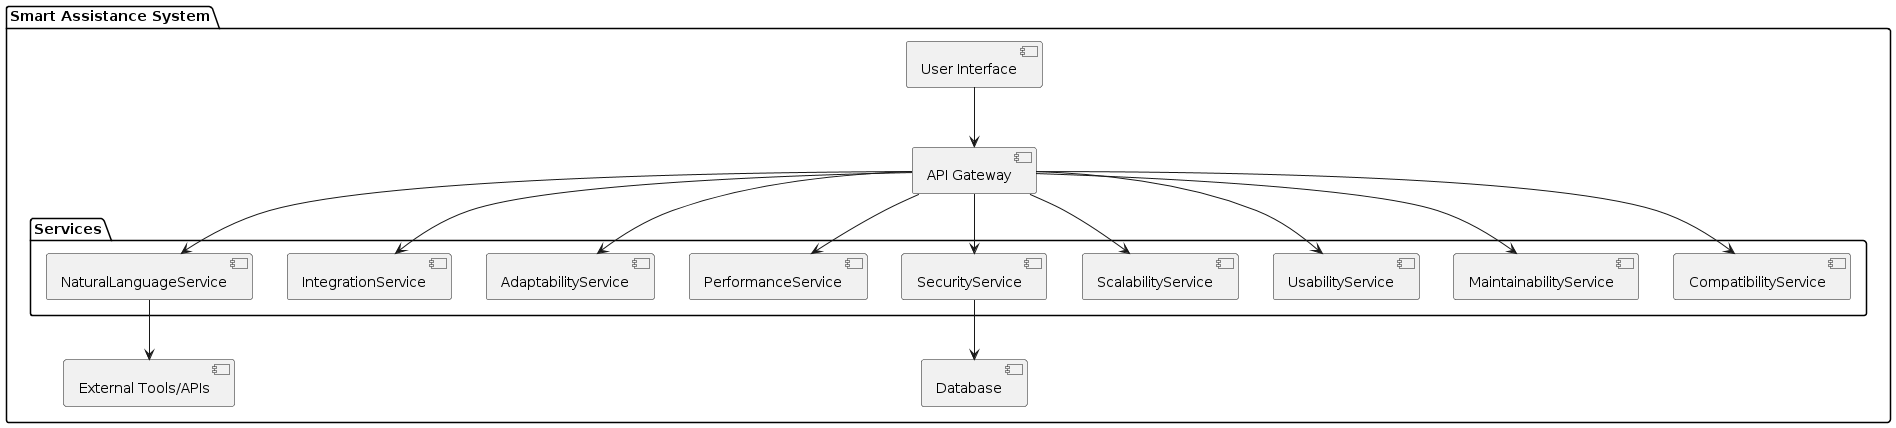 Smart Assistance System
User Interface
API Gateway
Services
NaturalLanguageService
IntegrationService
AdaptabilityService
PerformanceService
SecurityService
ScalabilityService
UsabilityService
MaintainabilityService
CompatibilityService
External Tools/APIs
Database